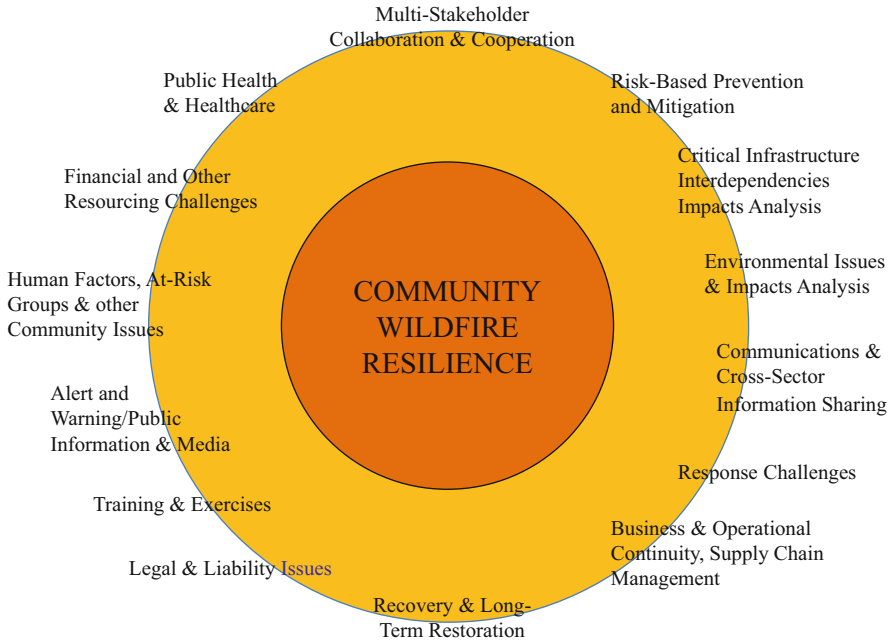 Multi-Stakeholder
Collaboration & Cooperation
Risk-Based Prevention
and Mitigation
Critical Infrastructure
Interdependencies
Impacts Analysis
Environmental Issues
& Impacts Analysis
Communications &
Cross-Sector
Information Sharing
Response Challenges
Business & Operational
Continuity, Supply Chain
Management
Recovery & Long-
Term Restoration
Legal & Liability Issues
Training & Exercises
Alert and
Warning/Public
Information & Media
Human Factors, At-Risk
Groups & other
Community Issues
Financial and Other
Resourcing Challenges
Public Health
& Healthcare
COMMUNITY
WILDFIRE
RESILIENCE